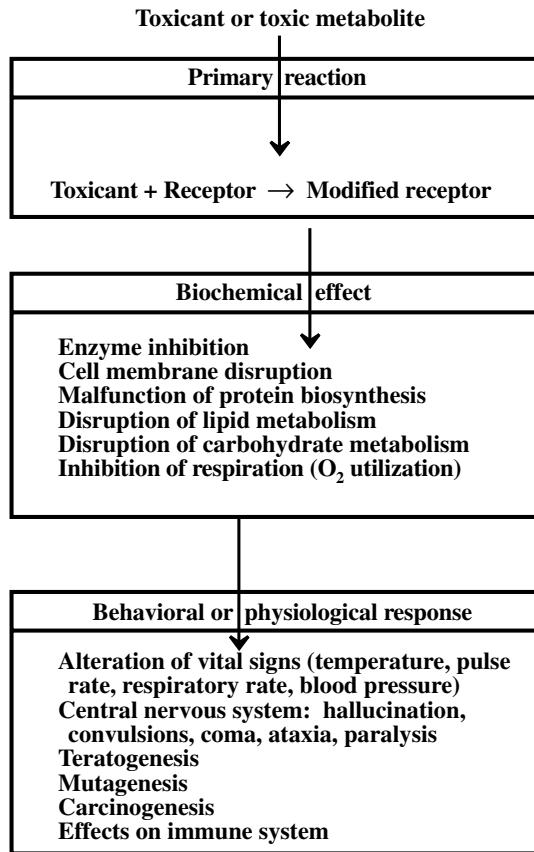 Toxicant or toxic metabolite
Primary reaction
Toxicant + Receptor → Modified receptor
Biochemical effect
Enzyme inhibition
Cell membrane disruption
Malfunction of protein biosynthesis
Disruption of lipid metabolism
Disruption of carbohydrate metabolism
Inhibition of respiration (O₂ utilization)
Behavioral or physiological response
Alteration of vital signs (temperature, pulse
rate, respiratory rate, blood pressure)
Central nervous system: hallucination,
convulsions, coma, ataxia, paralysis
Teratogenesis
Mutagenesis
Carcinogenesis
Effects on immune system